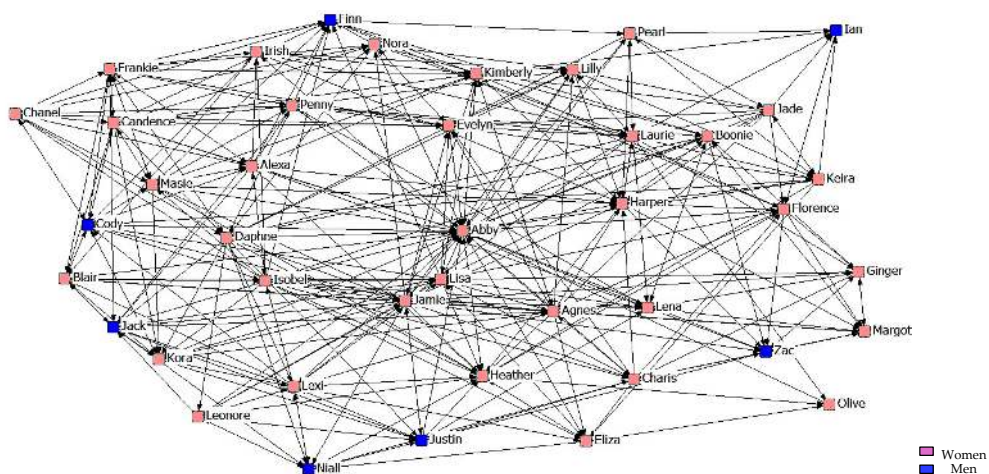 Finn
Ian
Pearl
Nora
Irish
Frankie
Kimberly
Lilly
Chanel
Penny
Jade
Candence
Evelyn
Laurie
Boonie
Alexa
Masie
Keira
Harper
Florence
Cody
Abby
Daphne
Blair
Isobel
Lisa
Ginger
Jamie
Agnes
Lena
Jack
Margot
Kora
Zac
Lexi
Heather
Charis
Leonore
Olive
Justin
Eliza
Niall
Women
Men